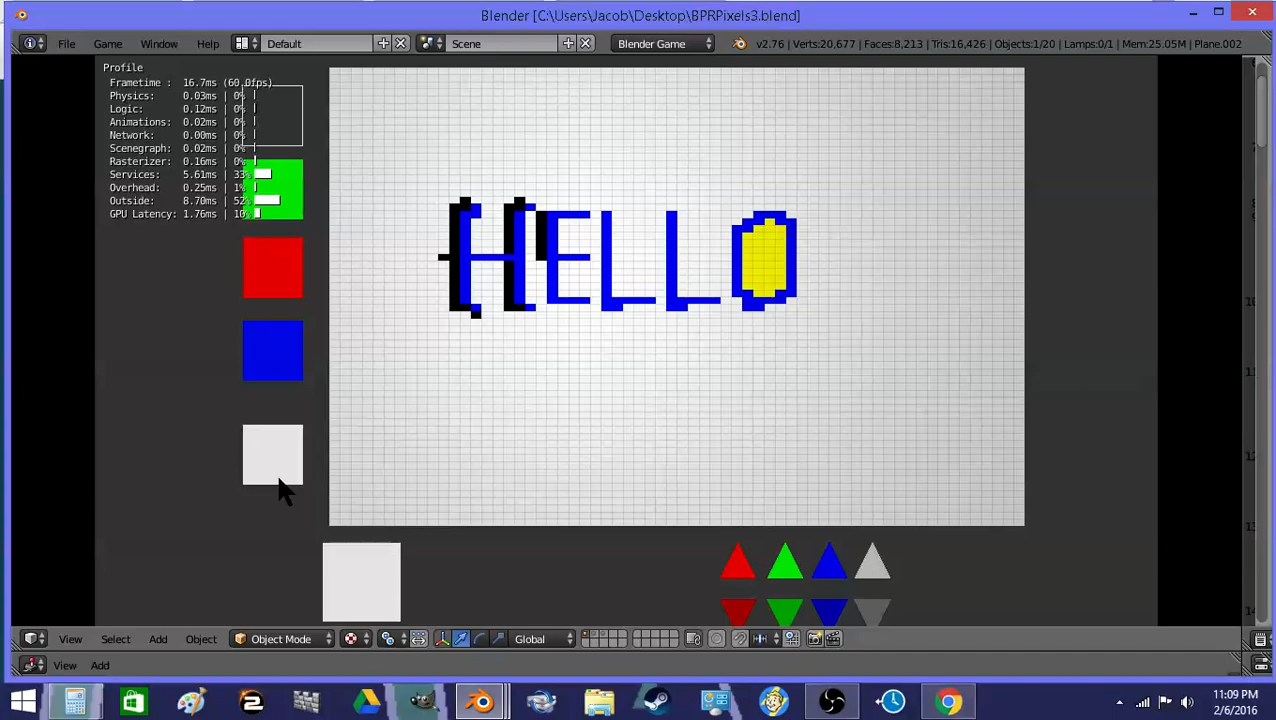 Blender [C:\Users\Jacob\Desktop\BPRPixels3.blend]
File Game Window Help Default Scene Blender Game v2.76 | Verts:20,677 | Faces:8,213 | Tris:16,426 | Objects:1/20 | Lamps:0/1 | Mem:25.05M | Plane.002
Profile
Frametime : 16.7ms (60.0fps)
Physics: 0.03ms | 0%
Logic: 0.12ms | 0%
Animations: 0.02ms | 0%
Network: 0.00ms | 0%
Scenegraph: 0.02ms | 0%
Rasterizer: 0.16ms | 0%
Services: 5.61ms | 33%
Overhead: 0.25ms | 1%
Outside: 8.70ms | 52%
GPU Latency: 1.76ms | 10%
HELLO
View Select Add Object Object Mode Global
View Add
11:09 PM
2/6/2016